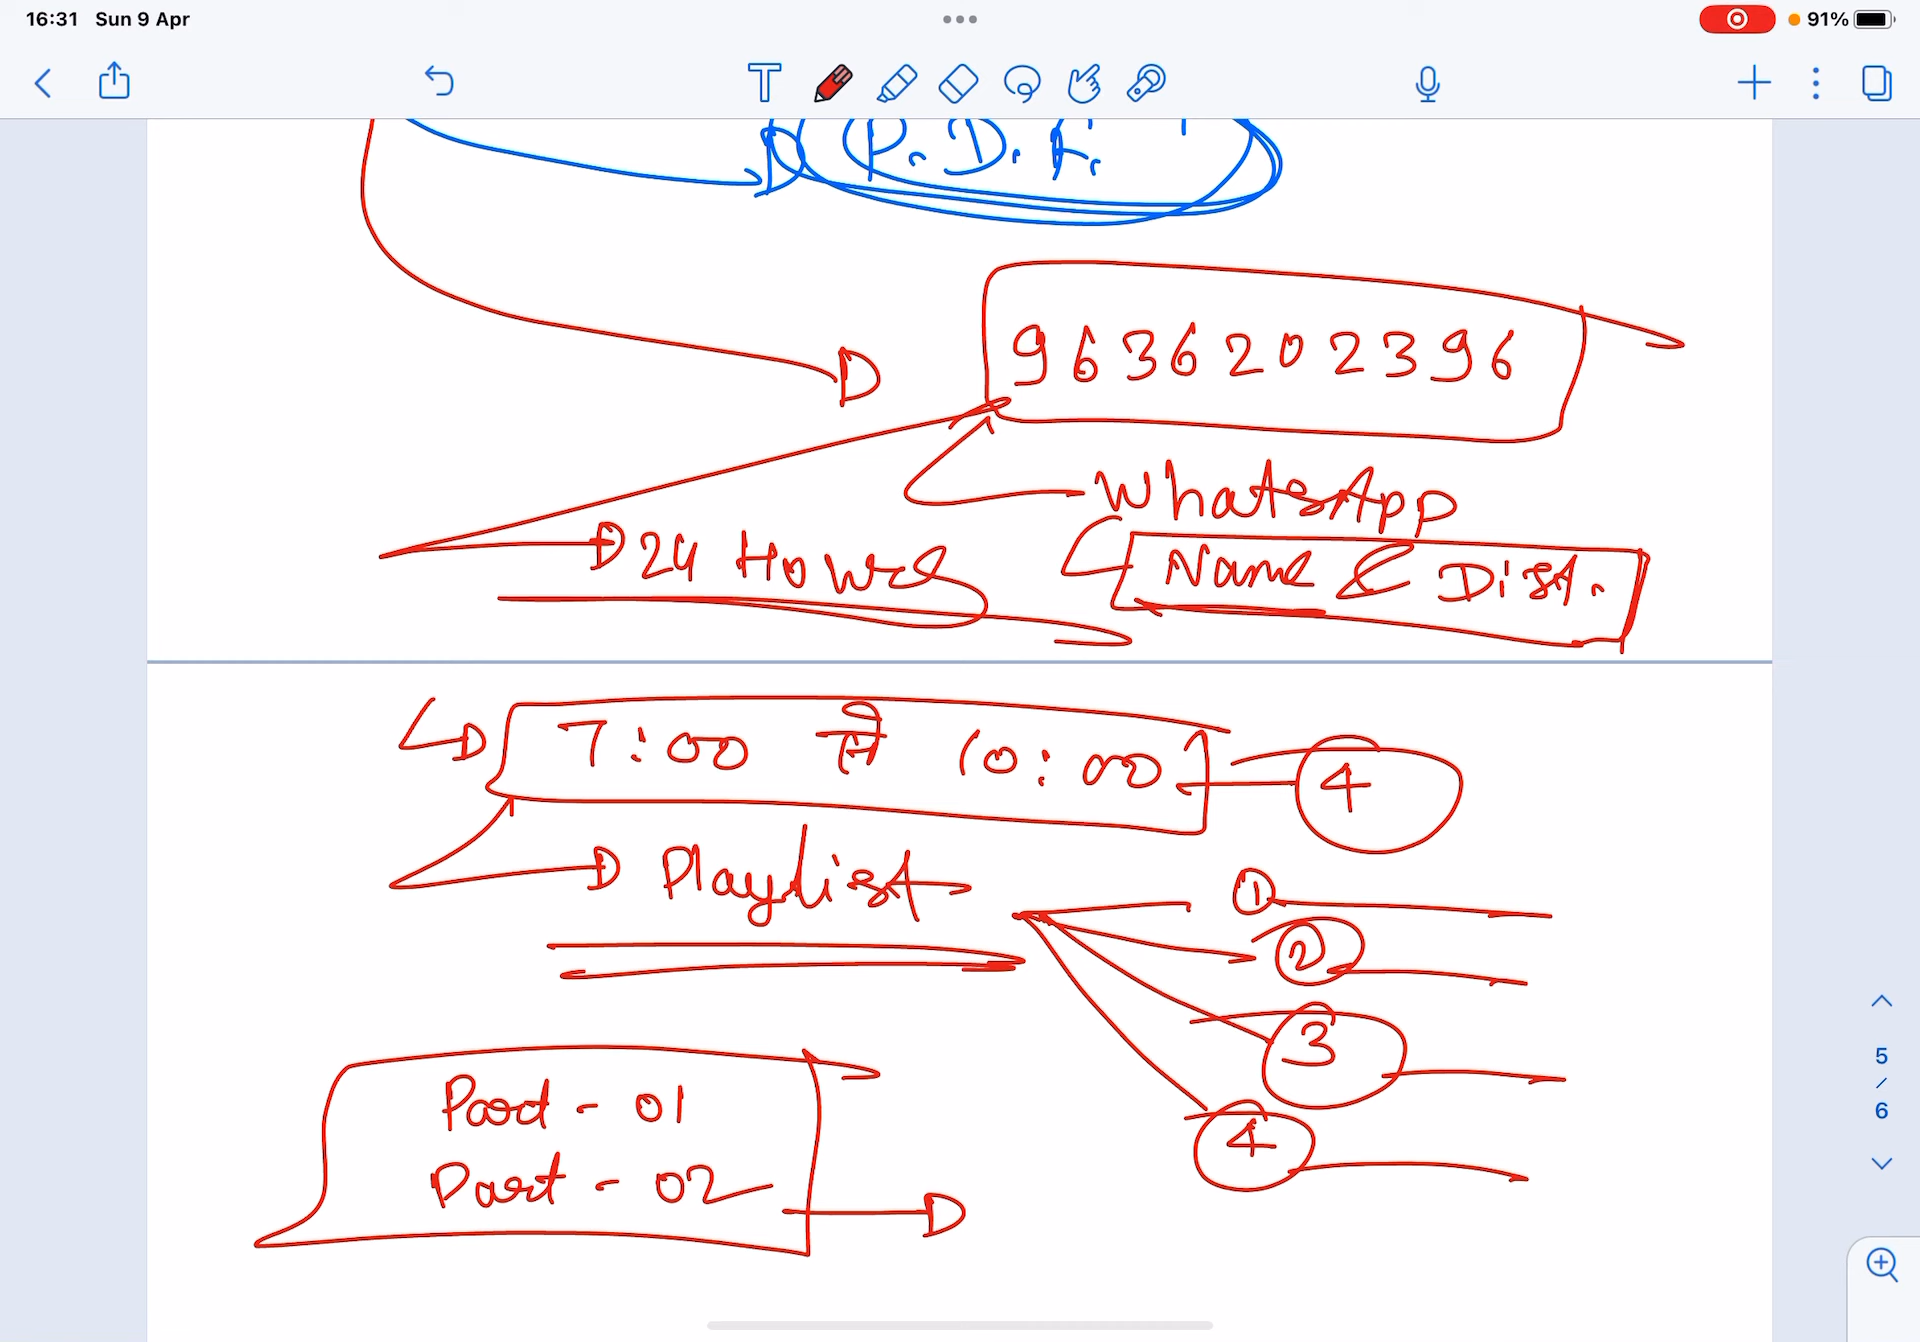 16:31 Sun 9 Apr
91%
P. D. F.
9636202396
WhatsApp
24 Hours
Name & Dist.
7:00 से 10:00
4
Playlist
1
2
3
4
Part - 01
Part - 02
5
/
6